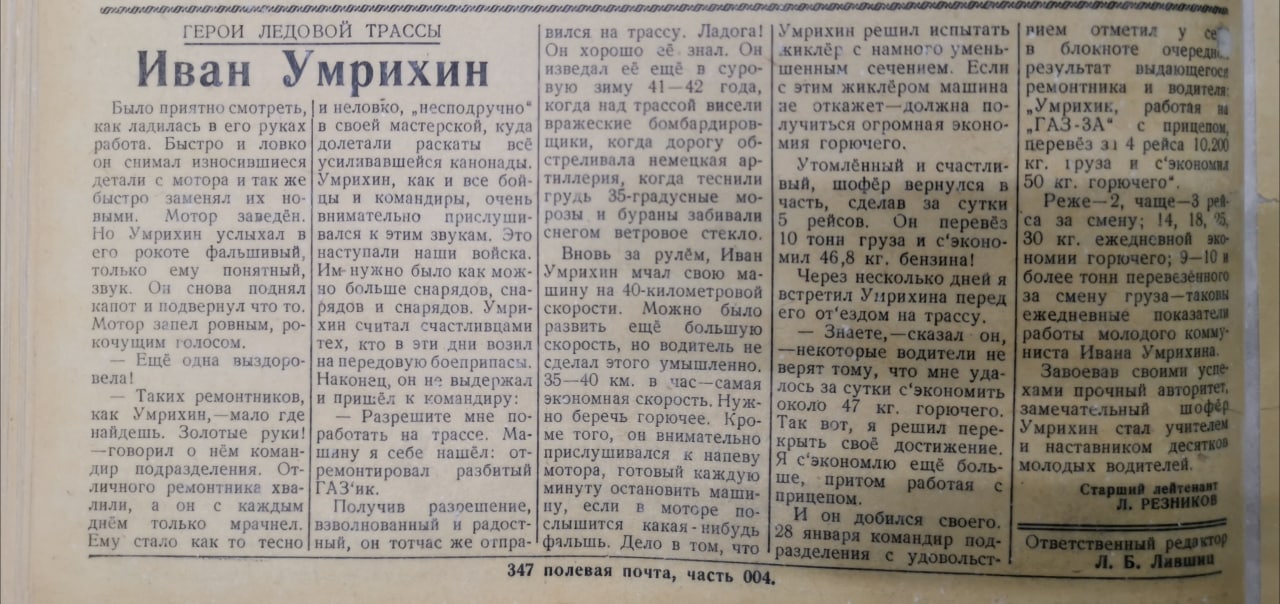 ГЕРОИ ЛЕДОВОЙ ТРАССЫ
Иван Умрихин
Было приятно смотреть,
как ладилась в его руках
работа. Быстро и ловко
он снимал износившиеся
детали с мотора и так же
быстро заменял их но-
выми. Мотор заведён.
Но Умрихин услыхал в
его рокоте фальшивый,
только ему понятный,
звук. Он снова поднял
капот и подвернул что то.
Мотор запел ровным, ро-
кочущим голосом.
— Ещё одна выздоро-
вела!
— Таких ремонтников,
как Умрихин,—мало где
найдешь. Золотые руки!
—говорил о нём коман-
дир подразделения. От-
личного ремонтника хва-
лили, а он с каждым
днём только мрачнел.
Ему стало как то тесно
и неловко, „несподручно“
в своей мастерской, куда
долетали раскаты всё
усиливавшейся канонады.
Умрихин, как и все бой-
цы и командиры, очень
внимательно прислуши-
вался к этим звукам. Это
наступали наши войска.
Им нужно было как мож-
но больше снарядов, сна-
рядов и снарядов. Умри-
хин считал счастливцами
тех, кто в эти дни возил
на передовую боеприпасы.
Наконец, он не выдержал
и пришёл к командиру:
— Разрешите мне по-
работать на трассе. Ма-
шину я себе нашёл: от-
ремонтировал разбитый
ГАЗ‘ик.
Получив разрешение,
взволнованный и радост-
ный, он тотчас же отпра-
вился на трассу. Ладога!
Он хорошо её знал. Он
изведал её ещё в суро-
вую зиму 41—42 года,
когда над трассой висели
вражеские бомбардиров-
щики, когда дорогу об-
стреливала немецкая ар-
тиллерия, когда теснили
грудь 35-градусные мо-
розы и бураны забивали
снегом ветровое стекло.
Вновь за рулём, Иван
Умрихин мчал свою ма-
шину на 40-километровой
скорости. Можно было
развить ещё большую
скорость, но водитель не
сделал этого умышленно.
35—40 км. в час—самая
экономная скорость. Нуж-
но беречь горючее. Кро-
ме того, он внимательно
прислушивался к напеву
мотора, готовый каждую
минуту остановить маши-
ну, если в моторе по-
слышится какая-нибудь
фальшь. Дело в том, что
Умрихин решил испытать
жиклёр с намного умень-
шенным сечением. Если
с этим жиклёром машина
не откажет—должна по-
лучиться огромная эконо-
мия горючего.
Утомлённый и счастли-
вый, шофёр вернулся в
часть, сделав за сутки
5 рейсов. Он перевёз
10 тонн груза и с‘эконо-
мил 46,8 кг. бензина!
Через несколько дней я
встретил Умрихина перед
его от‘ездом на трассу.
— Знаете,—сказал он,
—некоторые водители не
верят тому, что мне уда-
лось за сутки с‘экономить
около 47 кг. горючего.
Так вот, я решил пере-
крыть своё достижение.
Я с‘экономлю ещё боль-
ше, притом работая с
прицепом.
И он добился своего.
28 января командир под-
разделения с удовольст-
вием отметил у
в блокноте
результат выдающегося
ремонтника и водителя:
„Умрихик, работая на
„ГАЗ-ЗА“ с прицепом,
перевёз за 4 рейса 10.200
кг. груза и с‘экономил
50 кг. горючего“.
Реже—2, чаще—3 рей-
са за смену; 14, 18,
30 кг. ежедневной эко-
номии горючего; 9—10 и
более тонн перевезённого
за смену груза—таковы
ежедневные показатели
работы молодого комму-
ниста Ивана Умрихина.
Завоевав своими успе-
хами прочный авторитет,
замечательный шофёр
Умрихин стал учителем
и наставником десятков
молодых водителей.
Старший лейтенант
Л. РЕЗНИКОВ.
Ответственный редактор
Л. Б. Лившиц
347 полевая почта, часть 004.